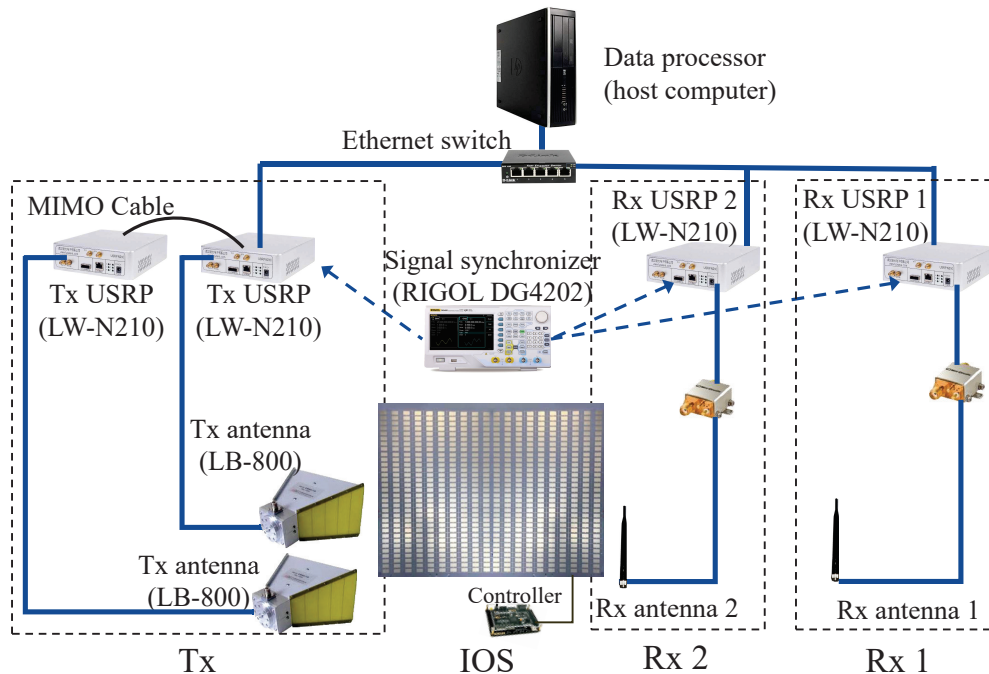 Data processor
(host computer)
Ethernet switch
MIMO Cable
Tx USRP
(LW-N210)
Tx USRP
(LW-N210)
Signal synchronizer
(RIGOL DG4202)
Rx USRP 2
(LW-N210)
Rx USRP 1
(LW-N210)
Tx antenna
(LB-800)
Tx antenna
(LB-800)
Controller
Rx antenna 2
Rx antenna 1
Tx
IOS
Rx 2
Rx 1